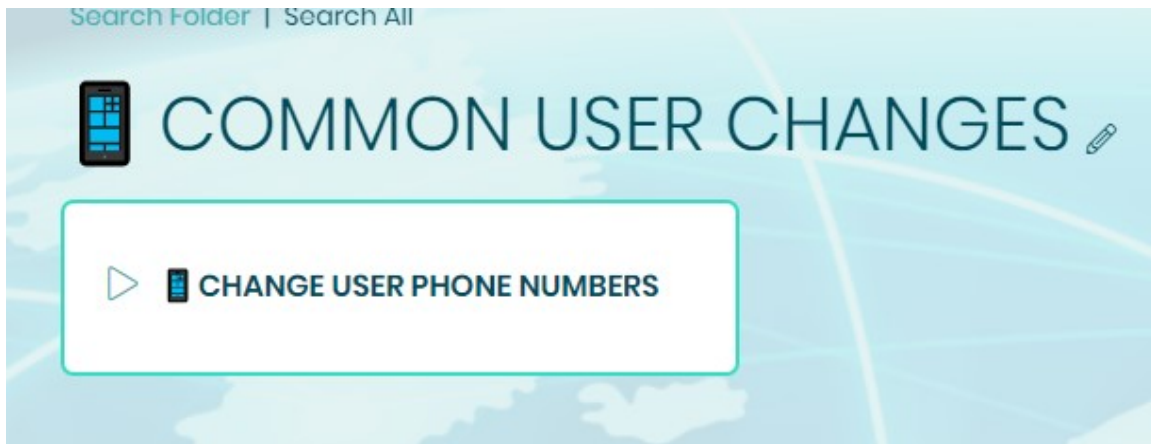 Search Folder | Search All
COMMON USER CHANGES
CHANGE USER PHONE NUMBERS